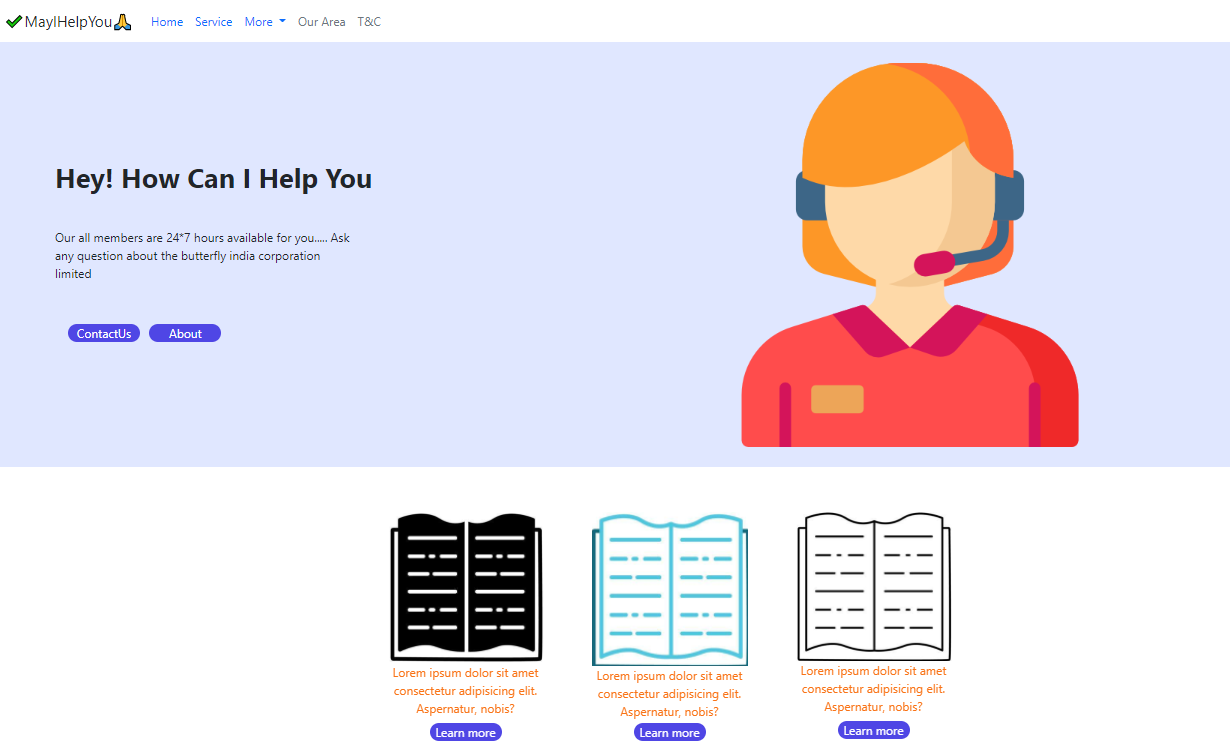 ✔MayIHelpYou🙏 Home Service More Our Area T&C
Hey! How Can I Help You
Our all members are 24*7 hours available for you..... Ask
any question about the butterfly india corporation
limited
ContactUs About
Lorem ipsum dolor sit amet
consectetur adipisicing elit.
Aspernatur, nobis?
Learn more
Lorem ipsum dolor sit amet
consectetur adipisicing elit.
Aspernatur, nobis?
Learn more
Lorem ipsum dolor sit amet
consectetur adipisicing elit.
Aspernatur, nobis?
Learn more